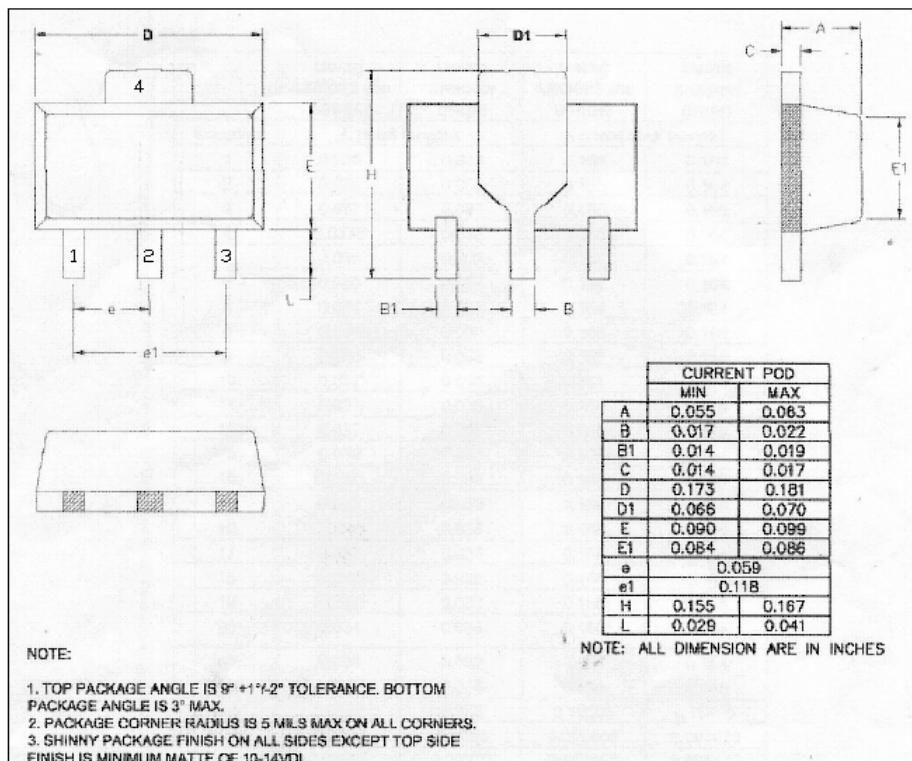 D
D1
A
C
4
E
H
E1
1 2 3
L
e
B1
B
e1
CURRENT POD
MIN MAX
A 0.055 0.063
B 0.017 0.022
B1 0.014 0.019
C 0.014 0.017
D 0.173 0.181
D1 0.066 0.070
E 0.090 0.099
E1 0.084 0.086
e 0.059
e1 0.118
H 0.155 0.167
L 0.029 0.041
NOTE: ALL DIMENSION ARE IN INCHES
NOTE:
1. TOP PACKAGE ANGLE IS 9° +1°/-2° TOLERANCE. BOTTOM
PACKAGE ANGLE IS 3° MAX.
2. PACKAGE CORNER RADIUS IS 5 MILS MAX ON ALL CORNERS.
3. SHINNY PACKAGE FINISH ON ALL SIDES EXCEPT TOP SIDE
FINISH IS MINIMUM MATTE OF 10-14VDI